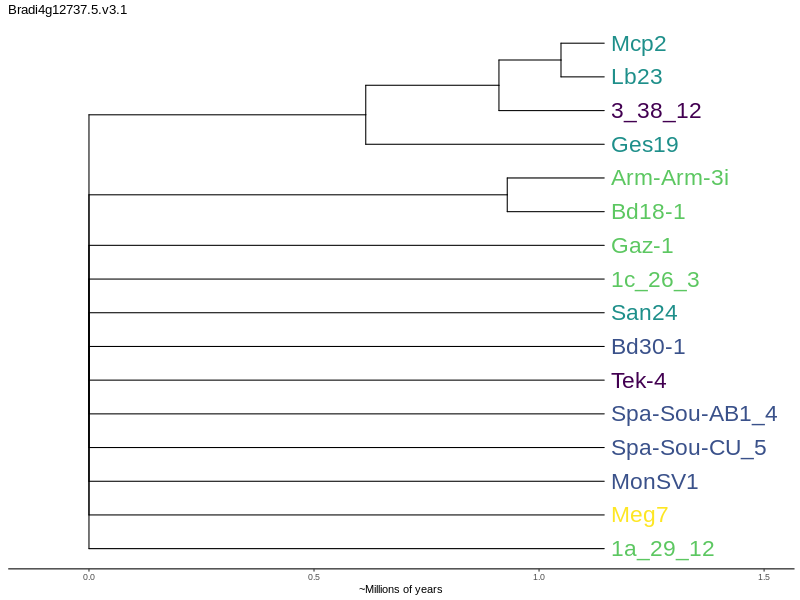 Bradi4g12737.5.v3.1
Mcp2
Lb23
3_38_12
Ges19
Arm-Arm-3i
Bd18-1
Gaz-1
1c_26_3
San24
Bd30-1
Tek-4
Spa-Sou-AB1_4
Spa-Sou-CU_5
MonSV1
Meg7
1a_29_12
0.0 0.5 1.0 1.5
~Millions of years